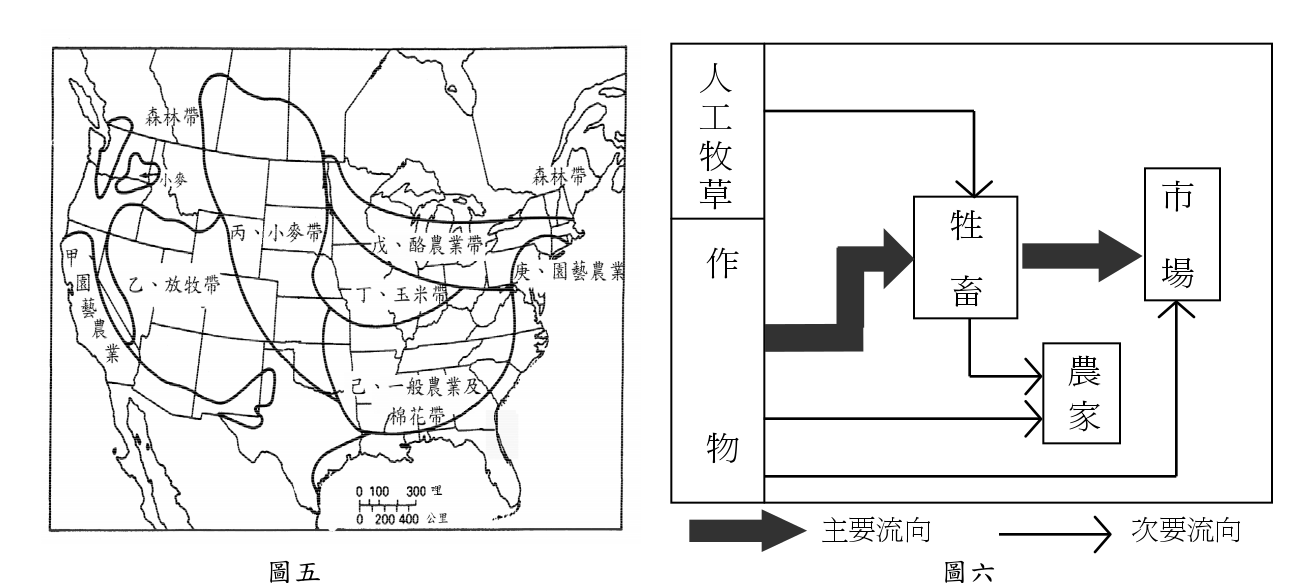 森林帶
小麥
森林帶
丙、小麥帶
戊、酪農業帶
甲
園
藝
農
業
乙、放牧帶
庚、園藝農業
丁、玉米帶
己、一般農業及
棉花帶
0 100 300 哩
0 200 400 公里
圖五
人工牧草
作物
牲畜
市場
農家
主要流向
次要流向
圖六